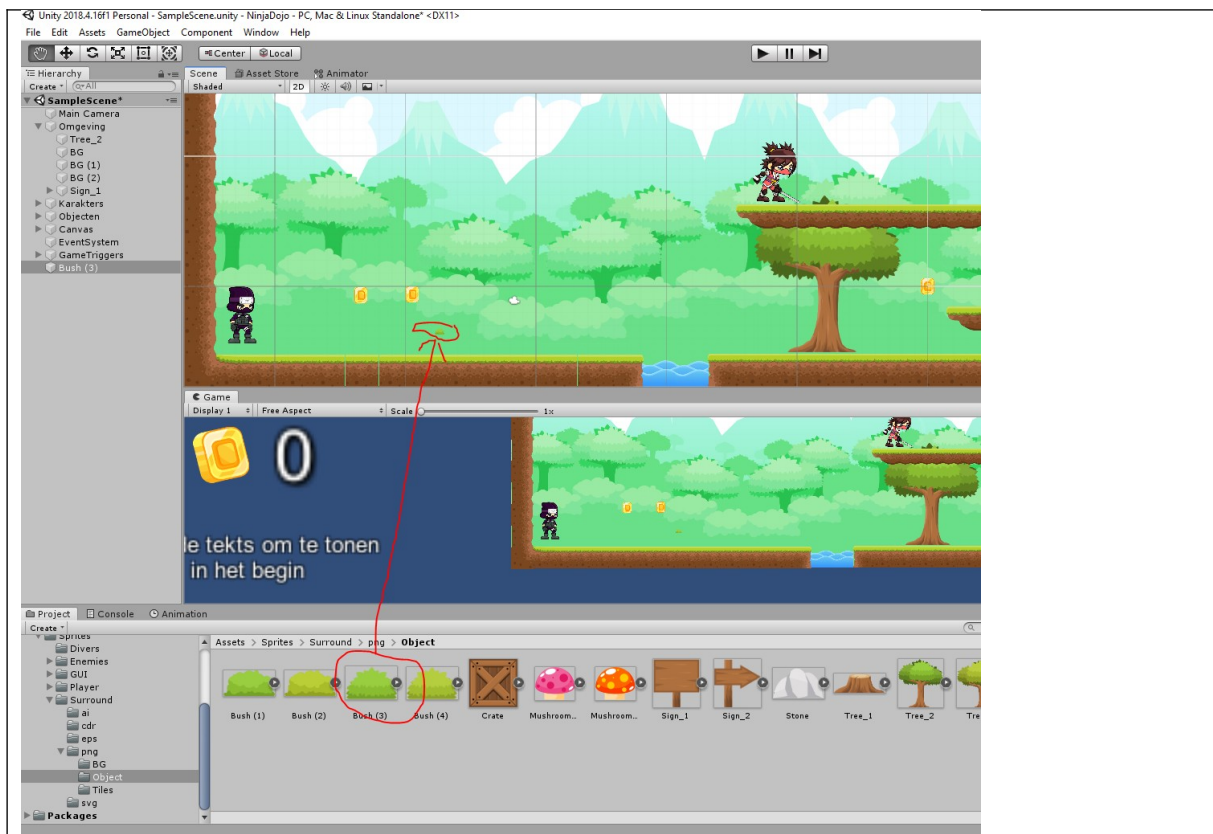 Unity 2018.4.16f1 Personal - SampleScene.unity - NinjaDojo - PC, Mac & Linux Standalone* <DX11>
File Edit Assets GameObject Component Window Help
Center Local
Hierarchy
Create All
SampleScene*
Main Camera
Omgeving
Tree_2
BG
BG (1)
BG (2)
Sign_1
Karakters
Objecten
Canvas
EventSystem
GameTriggers
Bush (3)
Scene Asset Store Animator
Shaded 2D
Game
Display 1 Free Aspect Scale 1x
0
le tekts om te tonen
in het begin
Project Console Animation
Create
Sprites
Divers
Enemies
GUI
Player
Surround
ai
cdr
eps
png
BG
Object
Tiles
svg
Packages
Assets > Sprites > Surround > png > Object
Bush (1) Bush (2) Bush (3) Bush (4) Crate Mushroom... Mushroom... Sign_1 Sign_2 Stone Tree_1 Tree_2 Tre